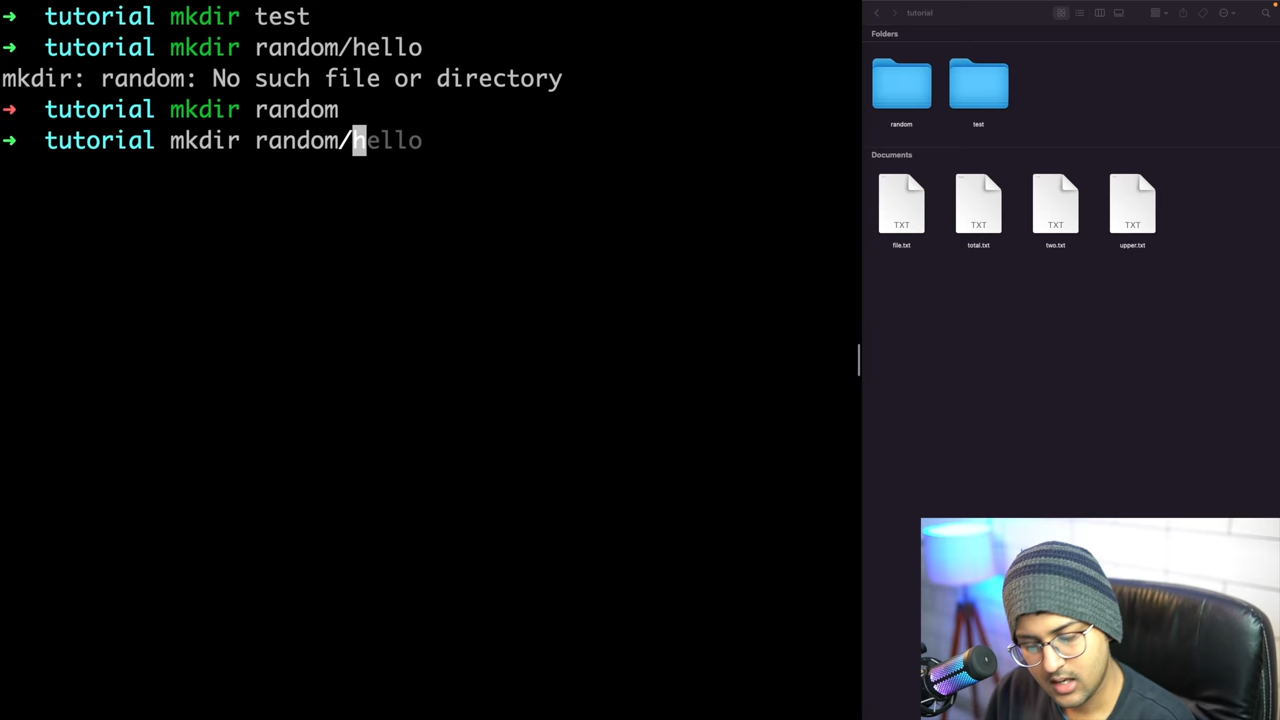 ➜ tutorial mkdir test
➜ tutorial mkdir random/hello
mkdir: random: No such file or directory
➜ tutorial mkdir random
➜ tutorial mkdir random/hello
tutorial
Folders
random test
Documents
TXT TXT TXT TXT
file.txt total.txt two.txt upper.txt